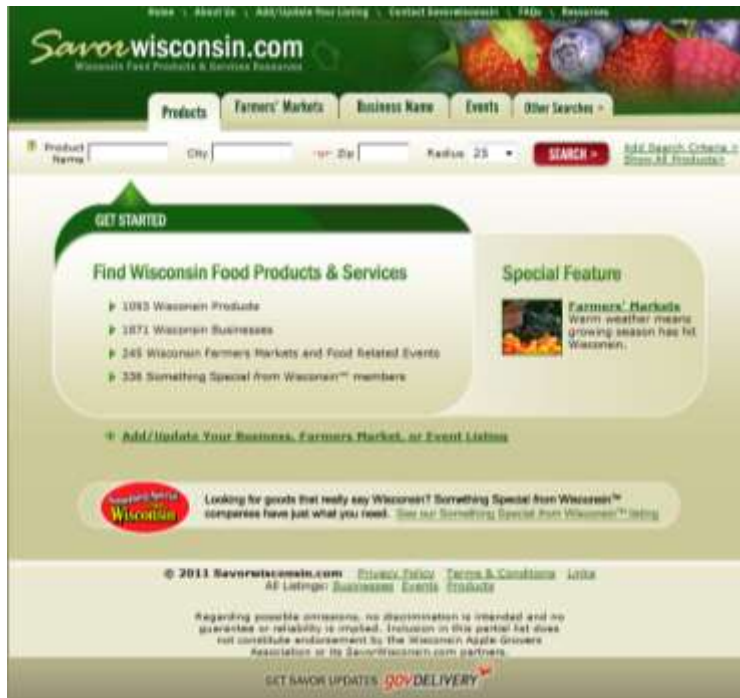 Home \ About Us \ Add/Update Your Listing \ Contact Savorwisconsin \ FAQs \ Resources
Savorwisconsin.com
Wisconsin Food Products & Services Resources
Products Farmers' Markets Business Name Events Other Searches »
Product Name City -or- Zip Radius 25 SEARCH > Add Search Criteria >
Show All Products>
GET STARTED
Find Wisconsin Food Products & Services
1093 Wisconsin Products
1871 Wisconsin Businesses
245 Wisconsin Farmers Markets and Food Related Events
336 Something Special from Wisconsin™ members
Special Feature
Farmers' Markets
Warm weather means
growing season has hit
Wisconsin.
Add/Update Your Business, Farmers Market, or Event Listing
Something Special
from
Wisconsin
Looking for goods that really say Wisconsin? Something Special from Wisconsin™
companies have just what you need. See our Something Special from Wisconsin™ listing
© 2011 Savorwisconsin.com Privacy Policy Terms & Conditions Links
All Listings: Businesses Events Products
Regarding possible omissions, no discrimination is intended and no
guarantee or reliability is implied. Inclusion in this partial list does
not constitute endorsement by the Wisconsin Apple Growers
Association or its SavorWisconsin.com partners.
GET SAVOR UPDATES GOVDELIVERY